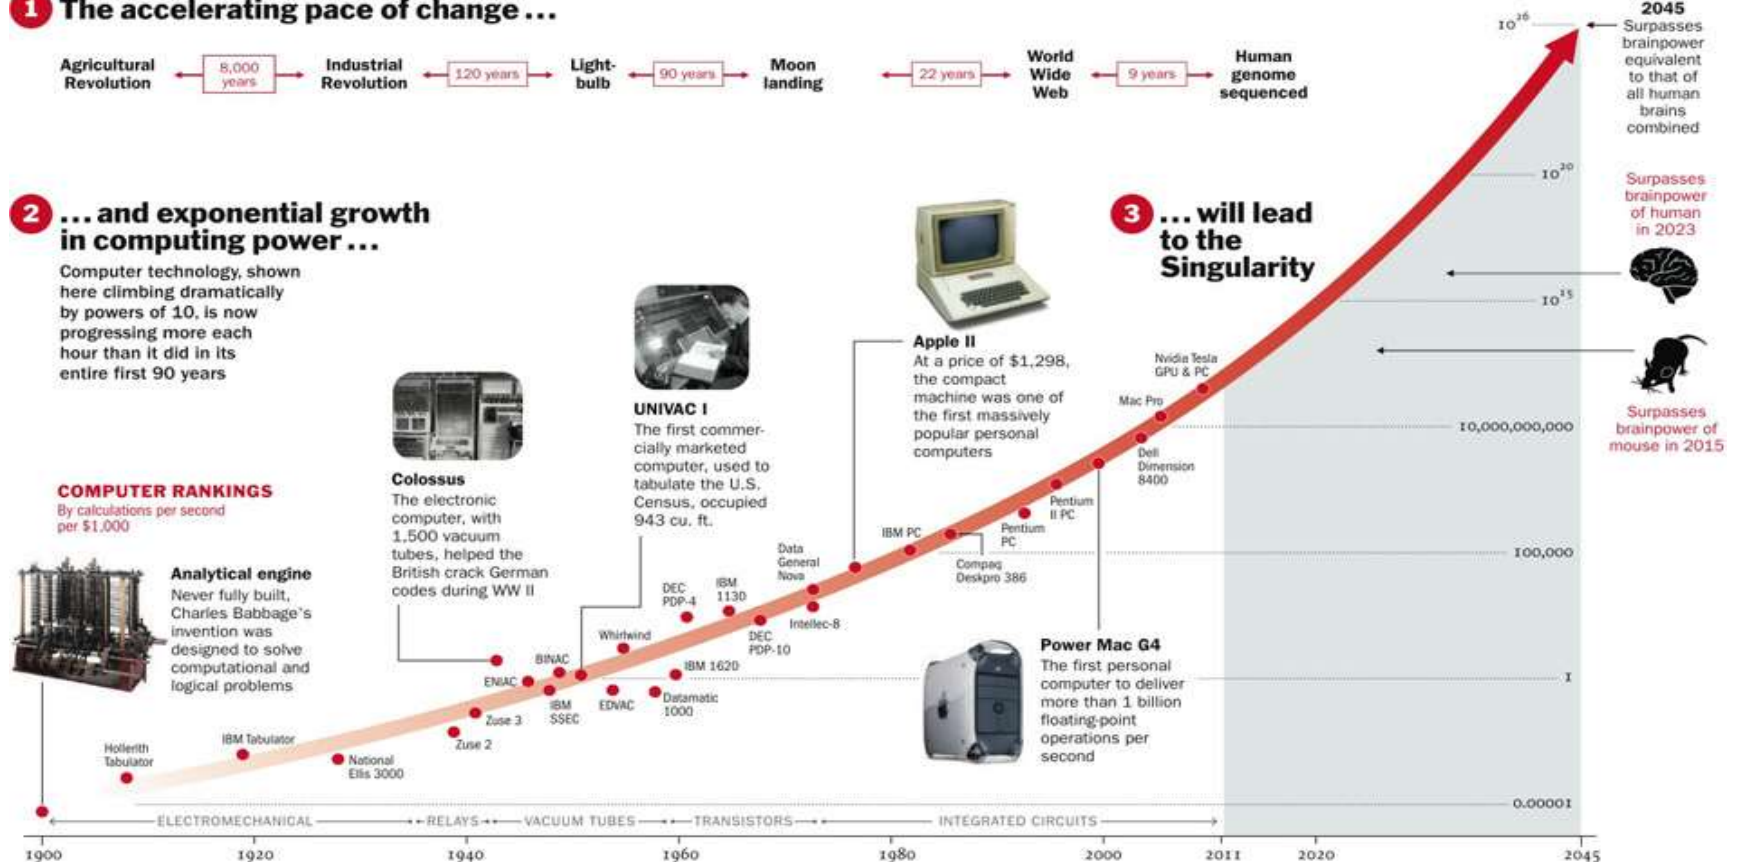 1 The accelerating pace of change ...
Agricultural
Revolution
8,000
years
Industrial
Revolution
120 years
Light-
bulb
90 years
Moon
landing
22 years
World
Wide
Web
9 years
Human
genome
sequenced
2 ... and exponential growth
in computing power ...
Computer technology, shown
here climbing dramatically
by powers of 10, is now
progressing more each
hour than it did in its
entire first 90 years
3 ... will lead
to the
Singularity
2045
Surpasses
brainpower
equivalent
to that of
all human
brains
combined
Surpasses
brainpower
of human
in 2023
Surpasses
brainpower of
mouse in 2015
COMPUTER RANKINGS
By calculations per second
per $1,000
Analytical engine
Never fully built,
Charles Babbage's
invention was
designed to solve
computational and
logical problems
Colossus
The electronic
computer, with
1,500 vacuum
tubes, helped the
British crack German
codes during WW II
UNIVAC I
The first commer-
cially marketed
computer, used to
tabulate the U.S.
Census, occupied
943 cu. ft.
Apple II
At a price of $1,298,
the compact
machine was one of
the first massively
popular personal
computers
Power Mac G4
The first personal
computer to deliver
more than 1 billion
floating-point
operations per
second
Hollerith
Tabulator
IBM Tabulator
National
Ellis 3000
Zuse 2
Zuse 3
ENIAC
BINAC
IBM
SSEC
Whirlwind
EDVAC
Datamatic
1000
IBM 1620
DEC
PDP-4
IBM
1130
DEC
PDP-10
Data
General
Nova
Intellec-8
IBM PC
Compaq
Deskpro 386
Pentium
PC
Pentium
II PC
Dell
Dimension
8400
Mac Pro
Nvidia Tesla
GPU & PC
10²⁶
10²⁰
10¹⁵
10,000,000,000
100,000
1
0.00001
ELECTROMECHANICAL
RELAYS
VACUUM TUBES
TRANSISTORS
INTEGRATED CIRCUITS
1900
1920
1940
1960
1980
2000
2011
2020
2045